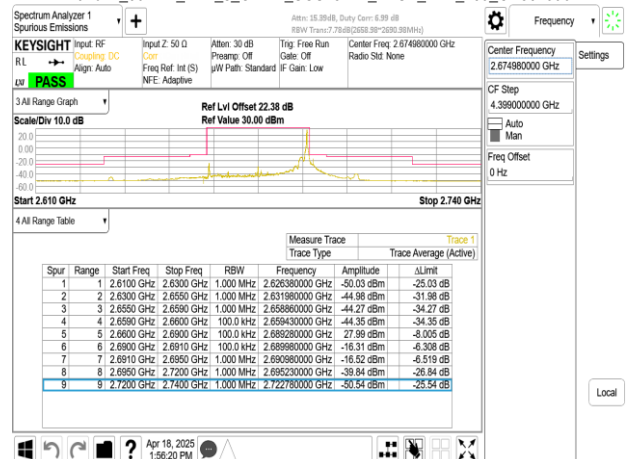 Spectrum Analyzer 1
Spurious Emissions
Attn: 15.39dB, Duty Corr: 6.99 dB
RBW Trans:7.78dB(2658.98~2690.98MHz)
Frequency
KEYSIGHT Input: RF Input Z: 50 Ω Atten: 30 dB Trig: Free Run Center Freq: 2.674980000 GHz
RL Coupling: DC Corr Preamp: Off Gate: Off Radio Std: None
Align: Auto Freq Ref: Int (S) µW Path: Standard IF Gain: Low
LXI PASS NFE: Adaptive
Center Frequency
2.674980000 GHz
Settings
CF Step
4.399000000 GHz
Auto
Man
Freq Offset
0 Hz
3 All Range Graph
Ref Lvl Offset 22.38 dB
Scale/Div 10.0 dB Ref Value 30.00 dBm
20.0
0.00
-20.0
-40.0
-60.0
Start 2.610 GHz Stop 2.740 GHz
4 All Range Table
Measure Trace Trace 1
Trace Type Trace Average (Active)
Spur Range Start Freq Stop Freq RBW Frequency Amplitude ΔLimit
1 1 2.6100 GHz 2.6300 GHz 1.000 MHz 2.626380000 GHz -50.03 dBm -25.03 dB
2 2 2.6300 GHz 2.6550 GHz 1.000 MHz 2.631980000 GHz -44.98 dBm -31.98 dB
3 3 2.6550 GHz 2.6590 GHz 1.000 MHz 2.658860000 GHz -44.27 dBm -34.27 dB
4 4 2.6590 GHz 2.6600 GHz 100.0 kHz 2.659430000 GHz -44.35 dBm -34.35 dB
5 5 2.6600 GHz 2.6900 GHz 100.0 kHz 2.689280000 GHz 27.99 dBm -8.005 dB
6 6 2.6900 GHz 2.6910 GHz 100.0 kHz 2.689980000 GHz -16.31 dBm -6.308 dB
7 7 2.6910 GHz 2.6950 GHz 1.000 MHz 2.690980000 GHz -16.52 dBm -6.519 dB
8 8 2.6950 GHz 2.7200 GHz 1.000 MHz 2.695230000 GHz -39.84 dBm -26.84 dB
9 9 2.7200 GHz 2.7400 GHz 1.000 MHz 2.722780000 GHz -50.54 dBm -25.54 dB
Local
Apr 18, 2025
1:56:20 PM